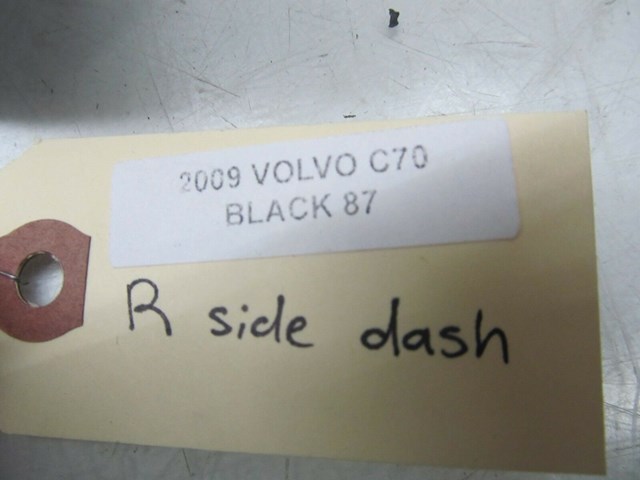 2009 VOLVO C70
BLACK 87
R side dash